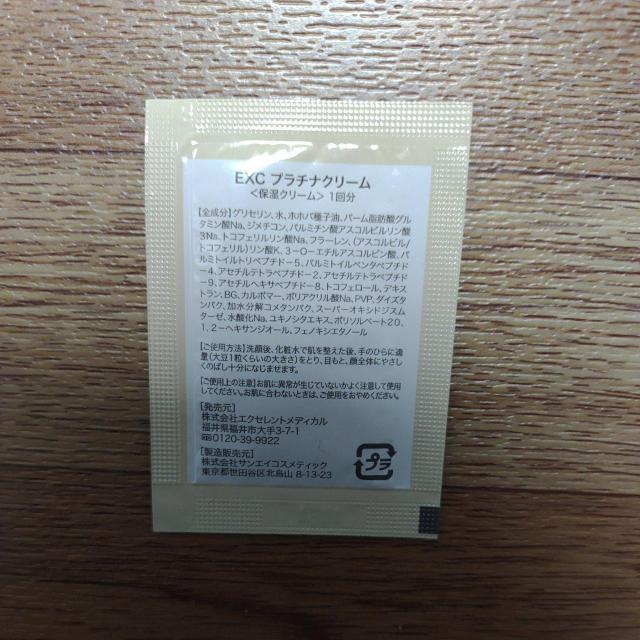 EXC プラチナクリーム
<保湿クリーム> 1回分
【全成分】グリセリン、水、ホホバ種子油、パーム脂肪酸グル
タミン酸Na、ジメチコン、パルミチン酸アスコルビルリン酸
3Na、トコフェリルリン酸Na、フラーレン、(アスコルビル/
トコフェリル)リン酸K、3-O-エチルアスコルビン酸、パ
ルミトイルトリペプチド-5、パルミトイルペンタペプチド
-4、アセチルテトラペプチド-2、アセチルテトラペプチド
-9、アセチルヘキサペプチド-8、トコフェロール、デキス
トラン、BG、カルボマー、ポリアクリル酸Na、PVP、ダイズタ
ンパク、加水分解コメタンパク、スーパーオキシドジスム
ターゼ、水酸化Na、ユキノシタエキス、ポリソルベート20、
1,2-ヘキサンジオール、フェノキシエタノール
【ご使用方法】洗顔後、化粧水で肌を整えた後、手のひらに適
量(大豆1粒くらいの大きさ)をとり、目もと、顔全体にやさし
くのばし十分になじませます。
【ご使用上の注意】お肌に異常が生じていないかよく注意して使用
してください。お肌に合わないときは、ご使用をおやめください。
【発売元】
株式会社エクセレントメディカル
福井県福井市大手3-7-1
☎0120-39-9922
【製造販売元】
株式会社サンエイコスメティック
東京都世田谷区北烏山 8-13-23
プラ